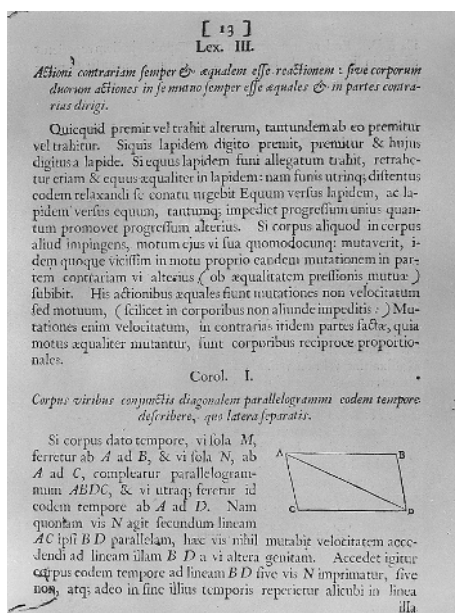 [ 13 ]
Lex. III.
Actioni contrariam semper & æqualem esse reactionem : sive corporum
duorum actiones in se mutuo semper esse æquales & in partes contra-
rias dirigi.
Quicquid premit vel trahit alterum, tantundem ab eo premitur
vel trahitur. Siquis lapidem digito premit, premitur & hujus
digitus a lapide. Si equus lapidem funi allegatum trahit, retrahe-
tur etiam & equus æqualiter in lapidem: nam funis utrinq; distentus
eodem relaxandi se conatu urgebit Equum versus lapidem, ac la-
pidem versus equum, tantumq; impediet progressum unius quan-
tum promovet progressum alterius. Si corpus aliquod in corpus
aliud impingens, motum ejus vi sua quomodocunq: mutaverit, i-
dem quoque vicissim in motu proprio eandem mutationem in par-
tem contrariam vi alterius ( ob æqualitatem pressionis mutuæ )
subibit. His actionibus æquales fiunt mutationes non velocitatum
sed motuum, ( scilicet in corporibus non aliunde impeditis : ) Mu-
tationes enim velocitatum, in contrarias itidem partes factæ, quia
motus æqualiter mutantur, sunt corporibus reciproce proportio-
nales.
Corol. I.
Corpus viribus conjunctis diagonalem parallelogrammi eodem tempore
describere, quo latera separatis.
Si corpus dato tempore, vi sola M,
ferretur ab A ad B, & vi sola N, ab
A ad C, compleatur parallelogram-
mum ABDC, & vi utraq; feretur id
eodem tempore ab A ad D. Nam
quoniam vis N agit secundum lineam
AC ipsi BD parallelam, hæc vis nihil mutabit velocitatem acce-
dendi ad lineam illam B D a vi altera genitam. Accedet igitur
corpus eodem tempore ad lineam B D sive vis N imprimatur, sive
non, atq; adeo in fine illius temporis reperietur alicubi in linea
illa
A
B
C
D